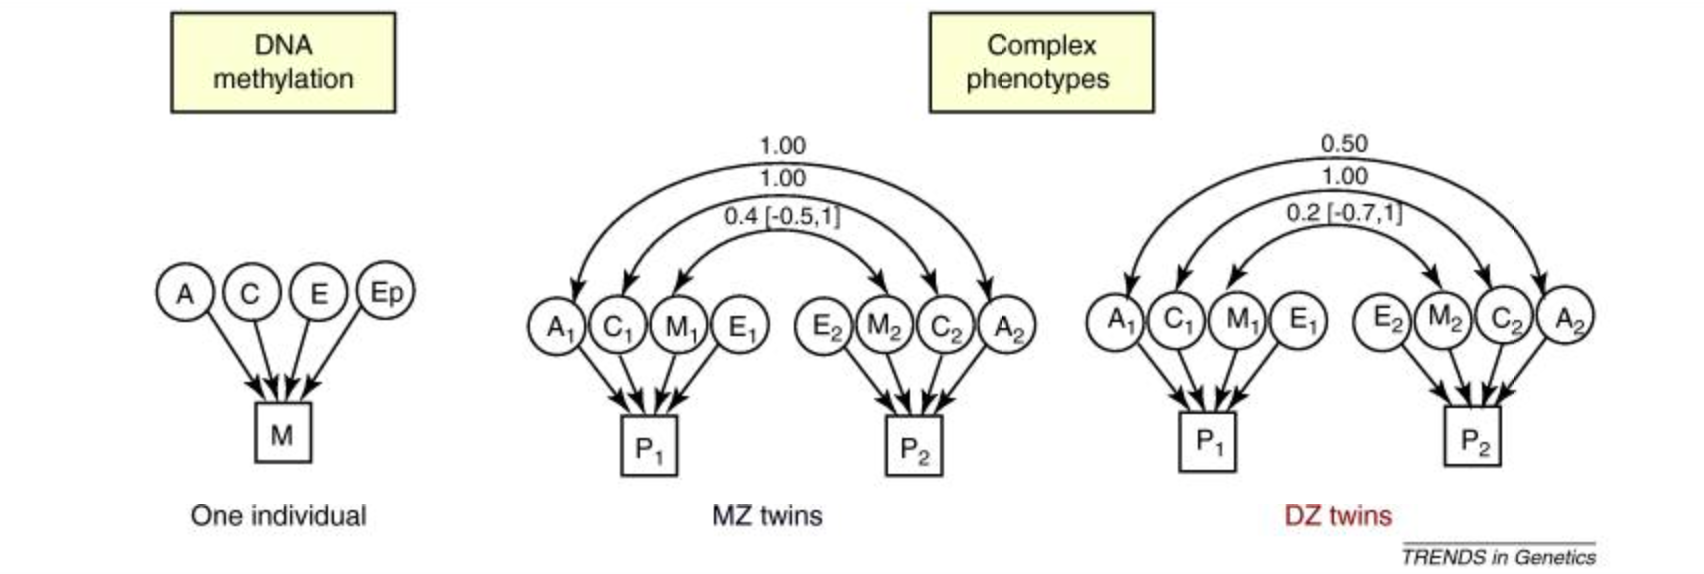 DNA
methylation
Complex
phenotypes
1.00
1.00
0.4 [-0.5,1]
0.50
1.00
0.2 [-0.7,1]
A C E Ep
M
One individual
A₁ C₁ M₁ E₁ E₂ M₂ C₂ A₂
P₁ P₂
MZ twins
A₁ C₁ M₁ E₁ E₂ M₂ C₂ A₂
P₁ P₂
DZ twins
TRENDS in Genetics